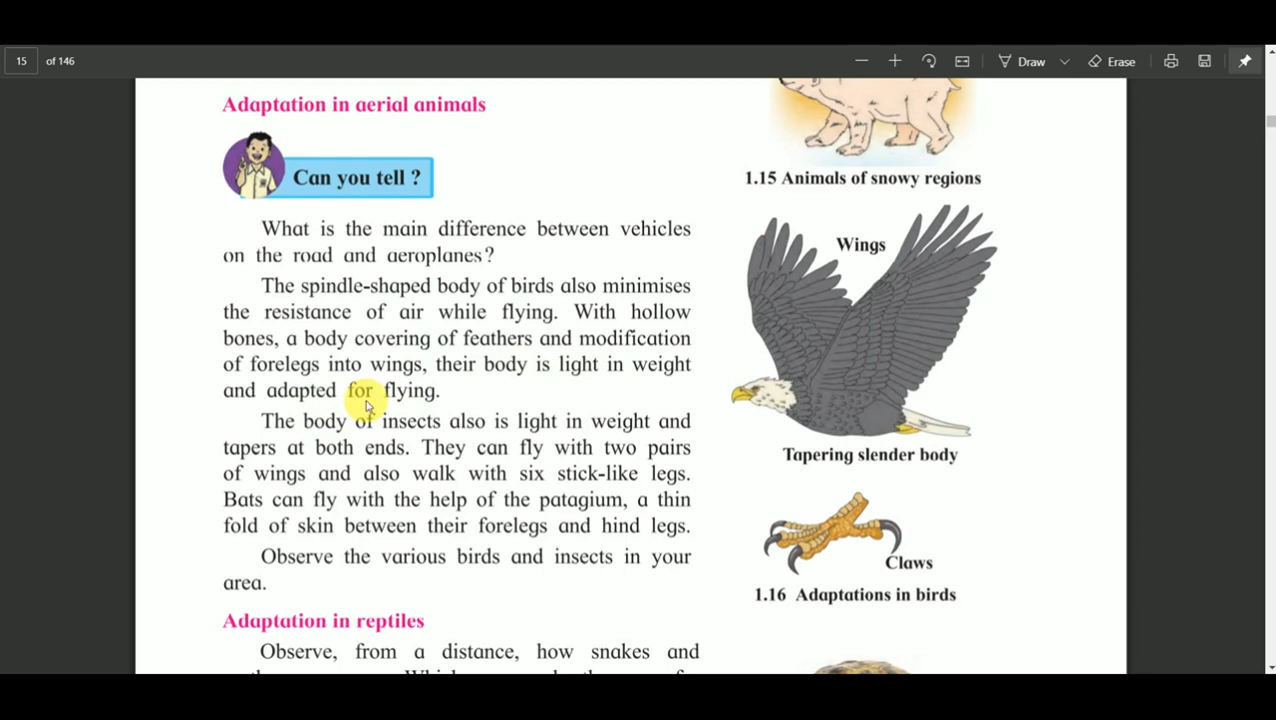 15 of 146
Draw
Erase
Adaptation in aerial animals
Can you tell ?
What is the main difference between vehicles
on the road and aeroplanes?
The spindle-shaped body of birds also minimises
the resistance of air while flying. With hollow
bones, a body covering of feathers and modification
of forelegs into wings, their body is light in weight
and adapted for flying.
The body of insects also is light in weight and
tapers at both ends. They can fly with two pairs
of wings and also walk with six stick-like legs.
Bats can fly with the help of the patagium, a thin
fold of skin between their forelegs and hind legs.
Observe the various birds and insects in your
area.
Adaptation in reptiles
Observe, from a distance, how snakes and
1.15 Animals of snowy regions
Wings
Tapering slender body
Claws
1.16 Adaptations in birds